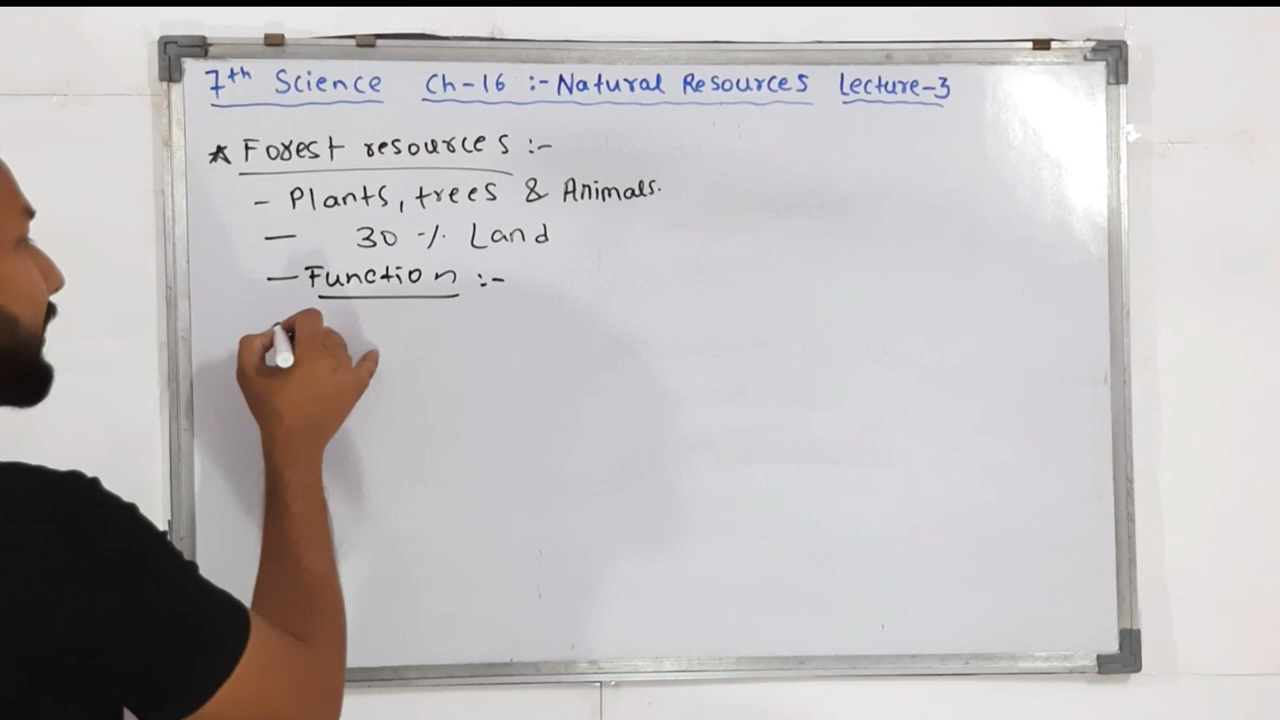 7th Science Ch-16 :- Natural Resources Lecture-3
* Forest resources :-
- Plants, trees & Animals.
- 30 % Land
- Function :-